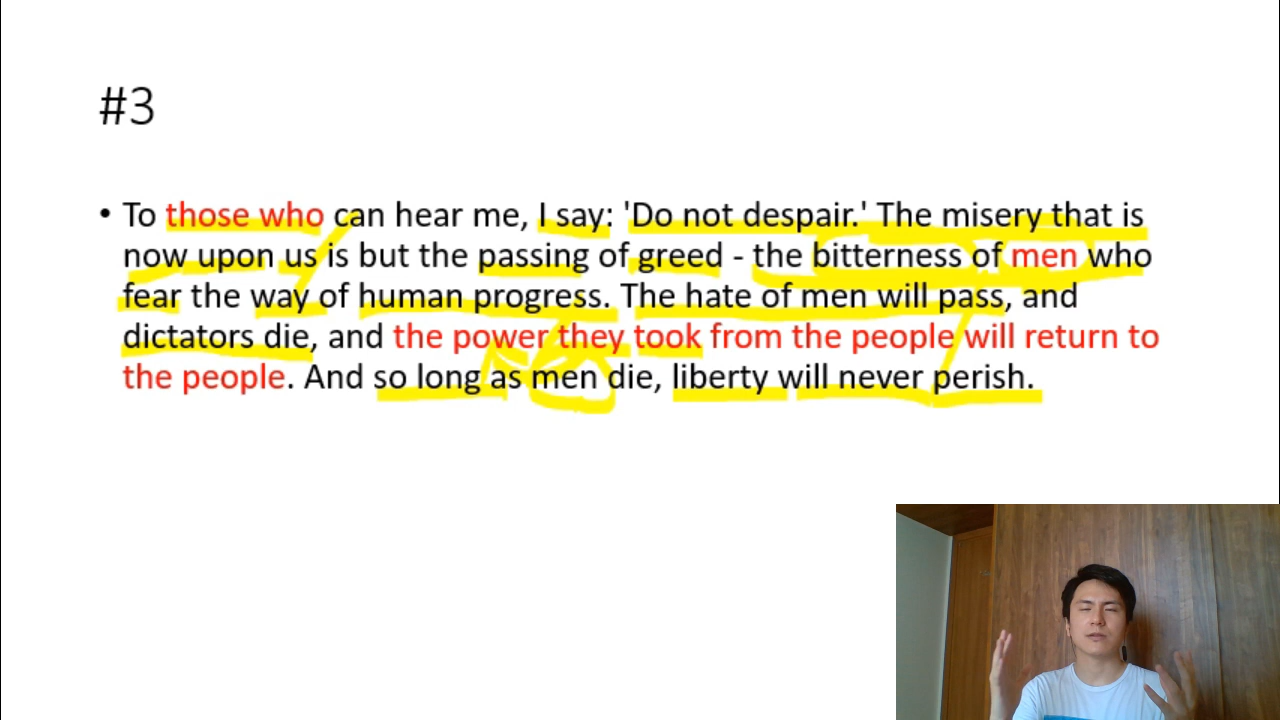 #3
• To those who can hear me, I say: 'Do not despair.' The misery that is
now upon us is but the passing of greed - the bitterness of men who
fear the way of human progress. The hate of men will pass, and
dictators die, and the power they took from the people will return to
the people. And so long as men die, liberty will never perish.